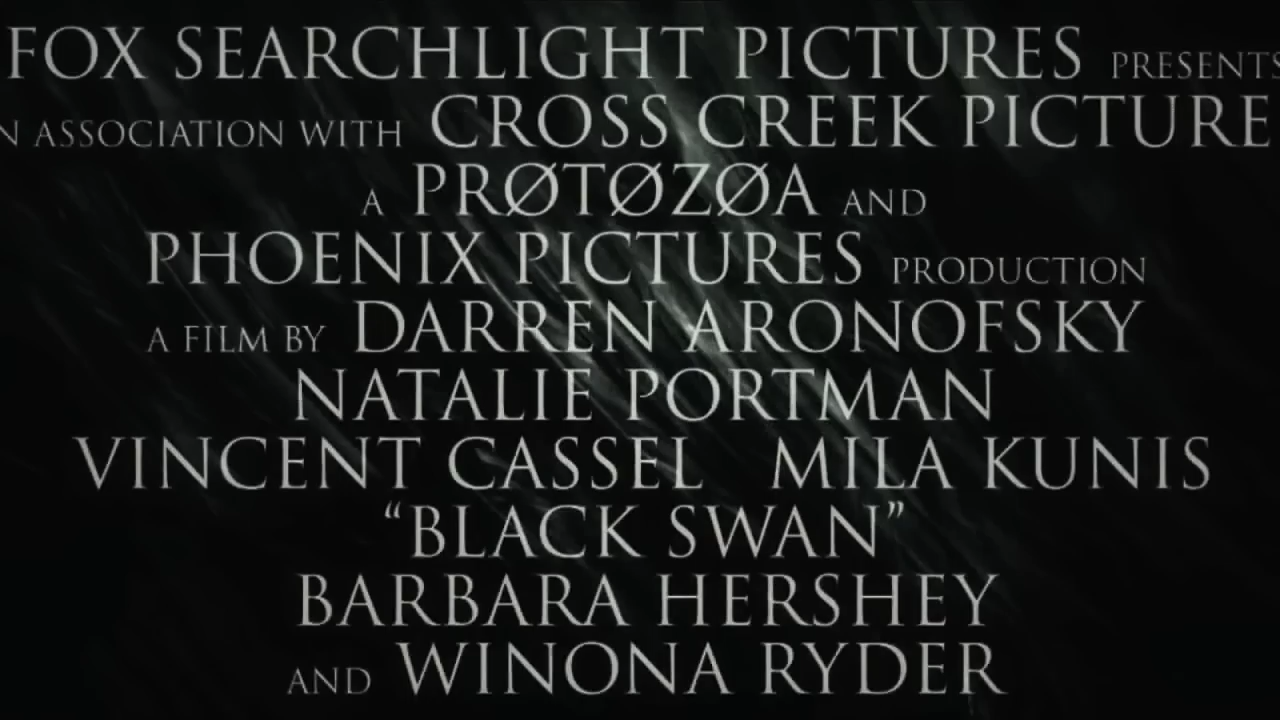 FOX SEARCHLIGHT PICTURES PRESENTS
N ASSOCIATION WITH CROSS CREEK PICTURE
A PRØTØZØA AND
PHOENIX PICTURES PRODUCTION
A FILM BY DARREN ARONOFSKY
NATALIE PORTMAN
VINCENT CASSEL MILA KUNIS
“BLACK SWAN”
BARBARA HERSHEY
AND WINONA RYDER